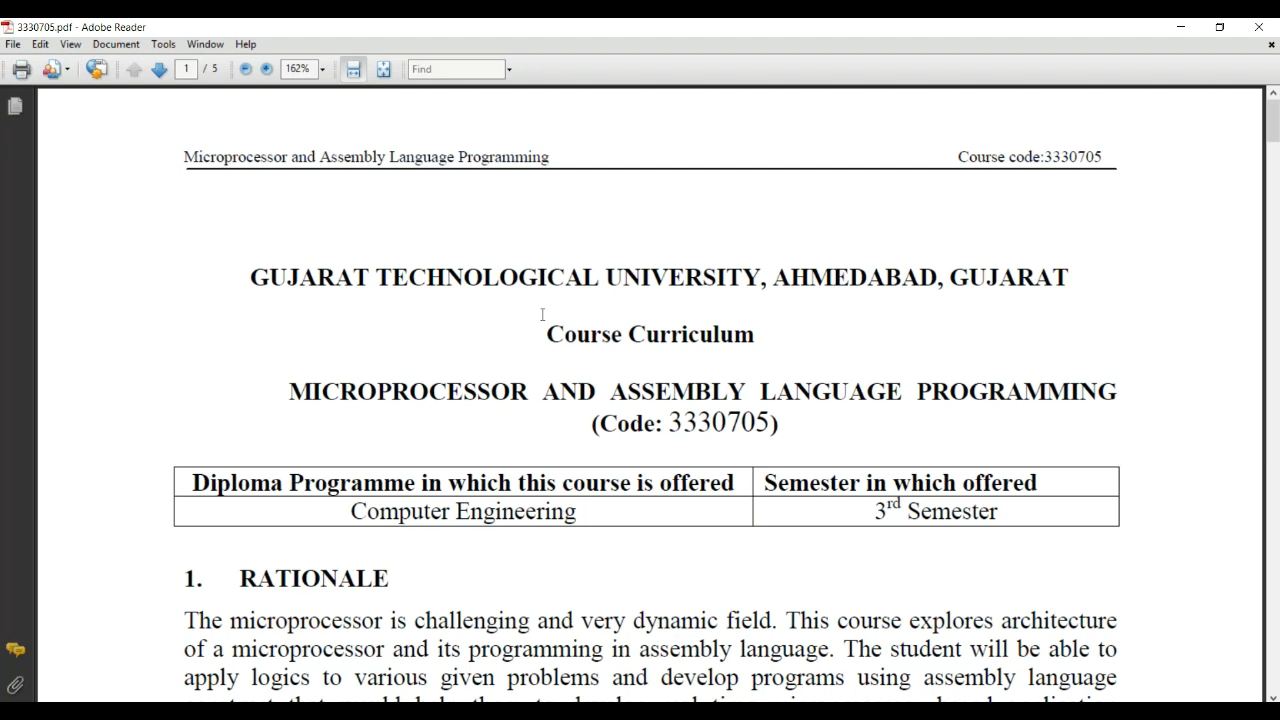 3330705.pdf - Adobe Reader
File Edit View Document Tools Window Help
1 / 5 162% Find
Microprocessor and Assembly Language Programming Course code:3330705
GUJARAT TECHNOLOGICAL UNIVERSITY, AHMEDABAD, GUJARAT
Course Curriculum
MICROPROCESSOR AND ASSEMBLY LANGUAGE PROGRAMMING
(Code: 3330705)
Diploma Programme in which this course is offered Semester in which offered
Computer Engineering 3rd Semester
1. RATIONALE
The microprocessor is challenging and very dynamic field. This course explores architecture
of a microprocessor and its programming in assembly language. The student will be able to
apply logics to various given problems and develop programs using assembly language